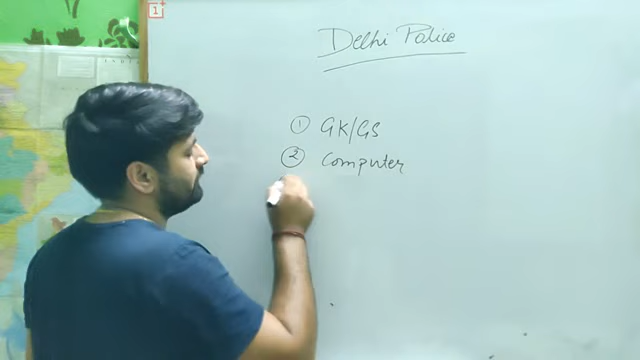 Delhi Police
① GK/GS
② Computer